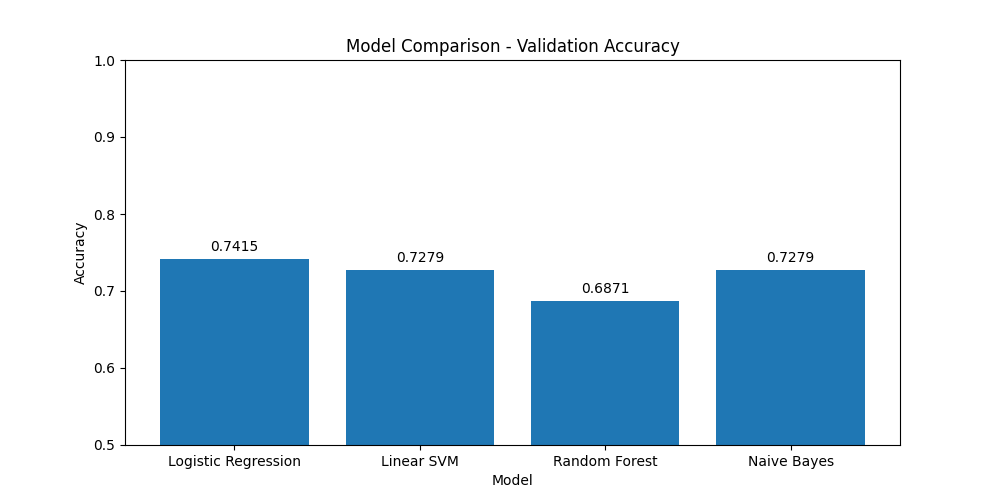 Model Comparison - Validation Accuracy
1.0
0.9
0.8
0.7
0.6
0.5
Accuracy
0.7415
0.7279
0.6871
0.7279
Logistic Regression
Linear SVM
Random Forest
Naive Bayes
Model